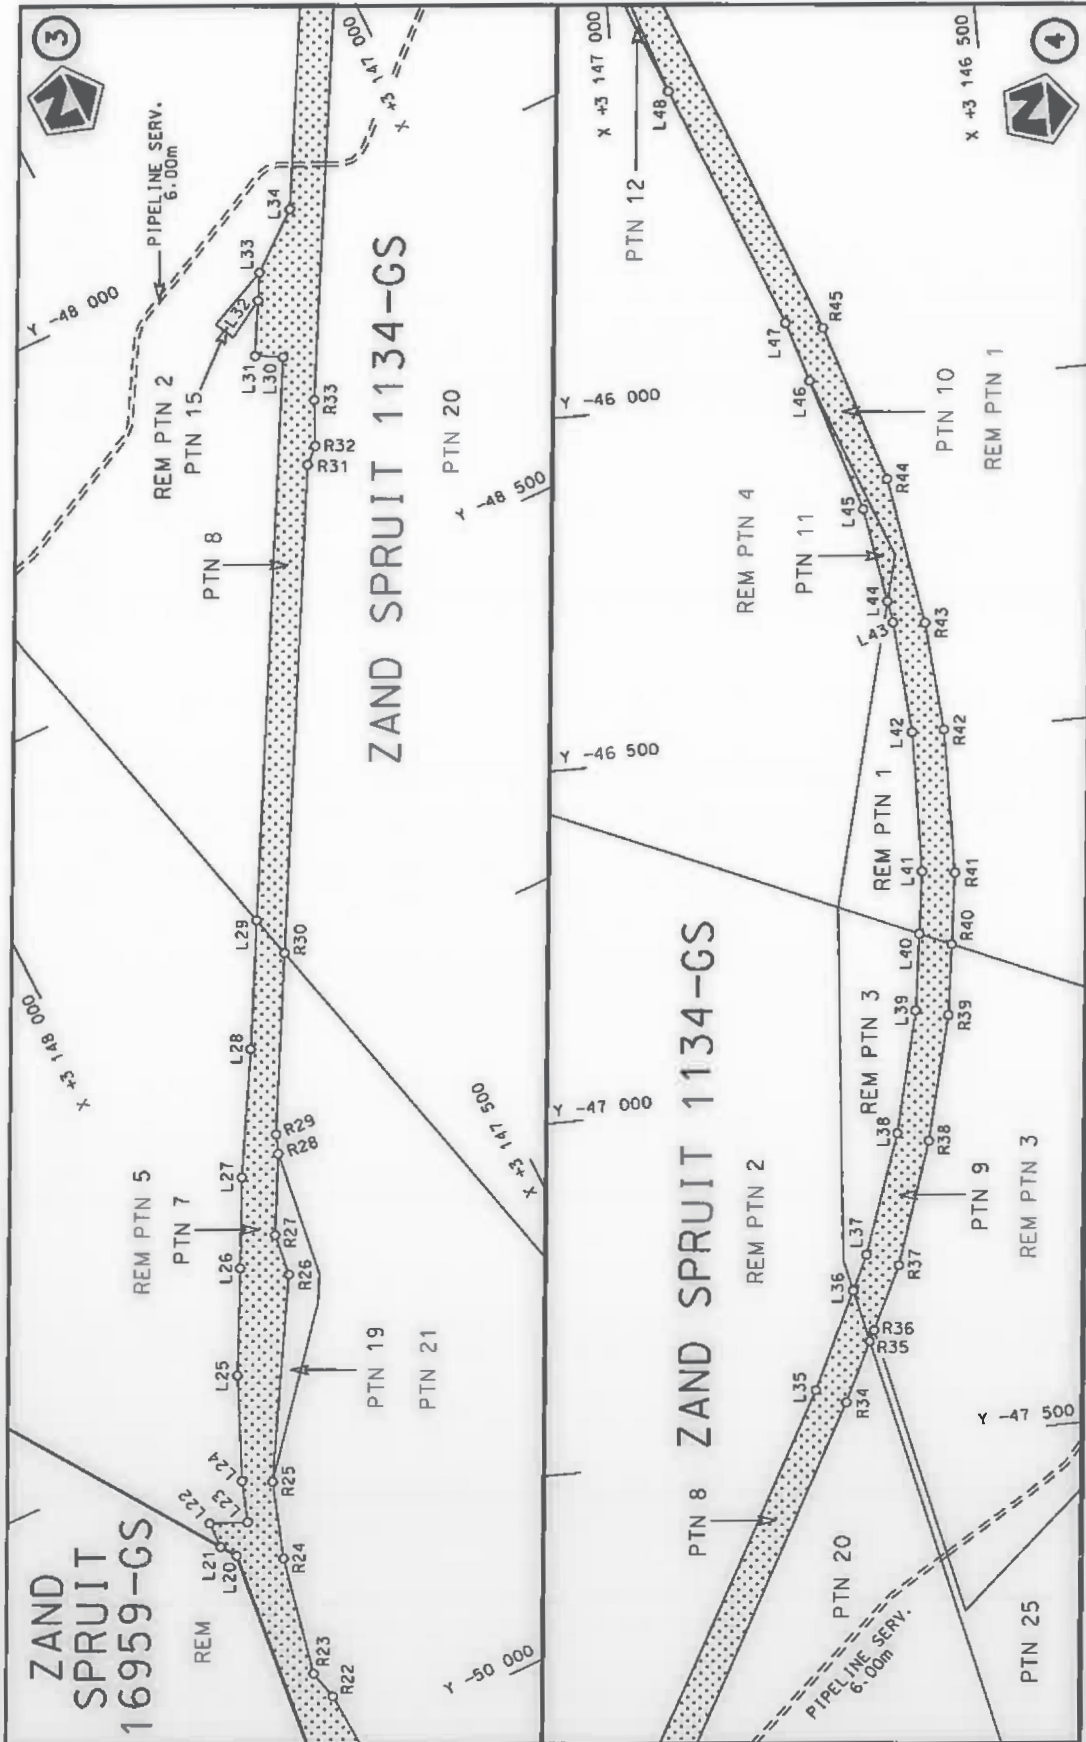 3
N
X +3 147 000
PIPELINE SERV.
6.00m
Y -48 000
L34
L33
L32
L31
L30
REM PTN 2
PTN 15
R33
R32
R31
PTN 20
Y -48 500
PTN 8
ZAND SPRUIT 1134-GS
L29
R30
X +3 148 000
L28
R29
R28
X +3 147 500
L27
REM PTN 5
PTN 7
R27
L26
R26
L25
PTN 19
PTN 21
L24
L23
L22
R25
L21
L20
R24
ZAND
SPRUIT
16959-GS
REM
R23
R22
Y -50 000
X +3 147 000
X +3 146 500
4
N
L48
PTN 12
L47
R45
L46
Y -46 000
PTN 10
REM PTN 1
R44
L45
REM PTN 4
PTN 11
L44
L43
R43
L42
R42
Y -46 500
REM PTN 1
L41
R41
L40
R40
L39
R39
REM PTN 3
Y -47 000
L38
R38
PTN 9
REM PTN 3
ZAND SPRUIT 1134-GS
REM PTN 2
L37
R37
L36
R36
R35
L35
R34
Y -47 500
PTN 8
PTN 20
PIPELINE SERV.
6.00m
PTN 25